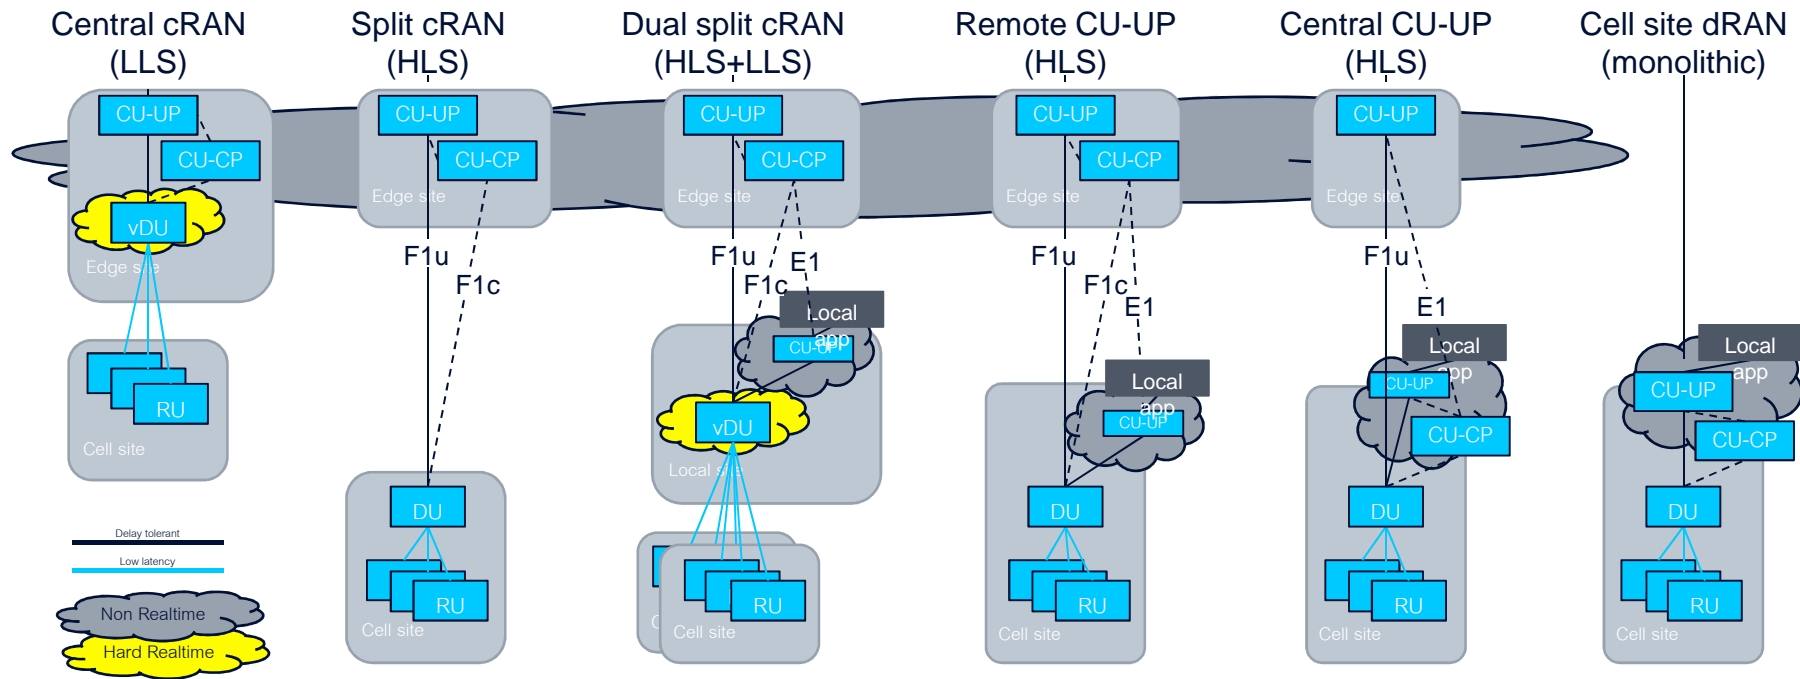 Central cRAN
(LLS)
Split cRAN
(HLS)
Dual split cRAN
(HLS+LLS)
Remote CU-UP
(HLS)
Central CU-UP
(HLS)
Cell site dRAN
(monolithic)
CU-UP
CU-CP
vDU
Edge site
RU
Cell site
Delay tolerant
Low latency
Non Realtime
Hard Realtime
CU-UP
CU-CP
Edge site
F1u
F1c
DU
RU
Cell site
CU-UP
CU-CP
Edge site
F1u
E1
F1c
Local
app
CU-UP
vDU
Local site
RU
Cell site
CU-UP
CU-CP
Edge site
F1u
F1c
E1
Local
app
CU-UP
DU
RU
Cell site
CU-UP
Edge site
F1u
E1
Local
app
CU-UP
CU-CP
DU
RU
Cell site
Local
app
CU-UP
CU-CP
DU
RU
Cell site